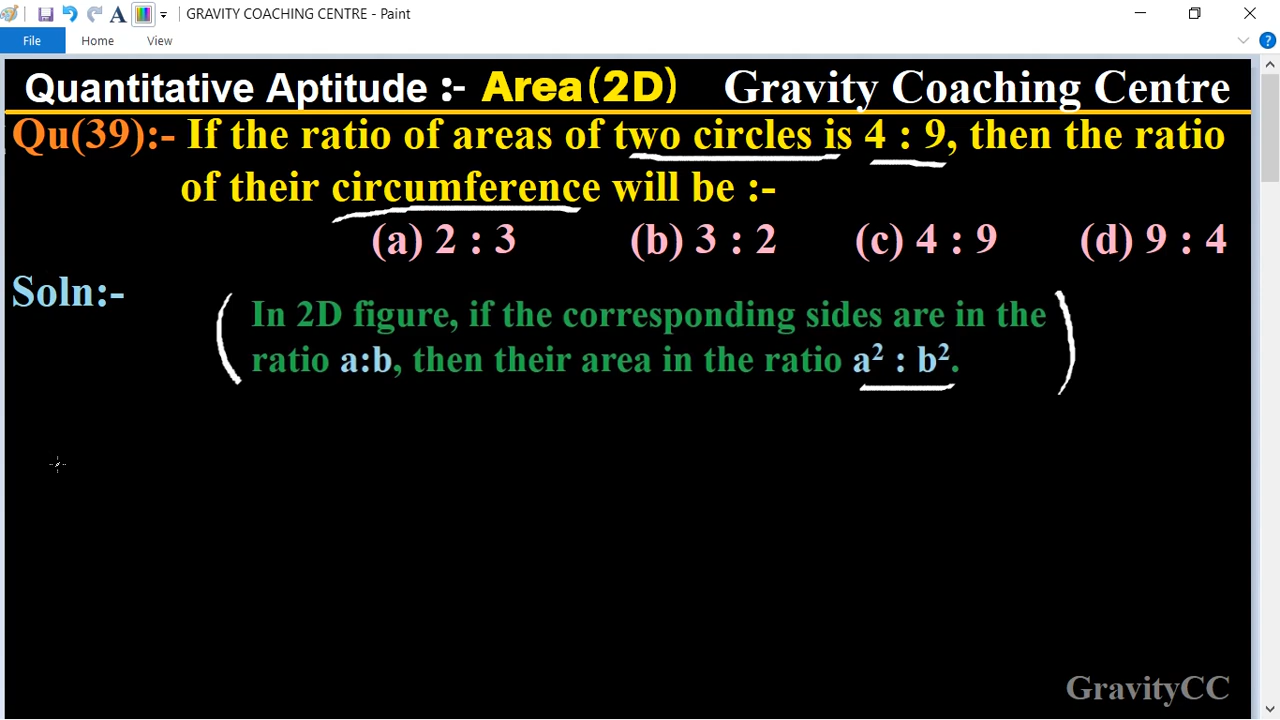 GRAVITY COACHING CENTRE - Paint
File Home View
Quantitative Aptitude :- Area(2D) Gravity Coaching Centre
Qu(39):- If the ratio of areas of two circles is 4 : 9, then the ratio
of their circumference will be :-
(a) 2 : 3 (b) 3 : 2 (c) 4 : 9 (d) 9 : 4
Soln:-
In 2D figure, if the corresponding sides are in the
ratio a:b, then their area in the ratio a² : b².
GravityCC